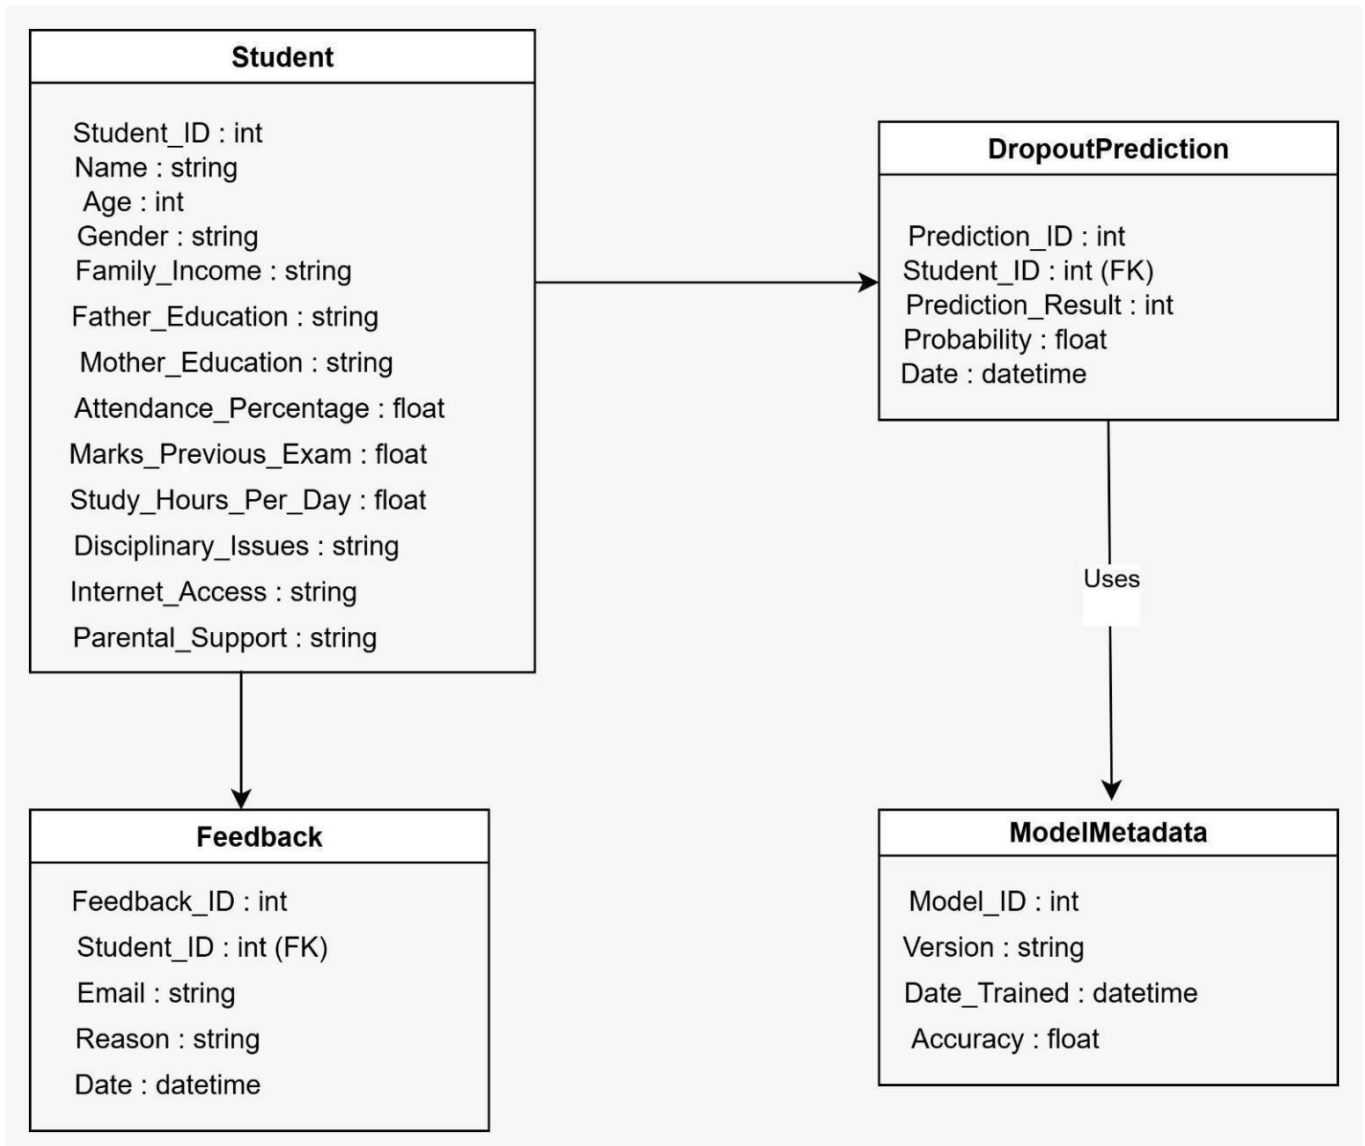 Student
Student_ID : int
Name : string
Age : int
Gender : string
Family_Income : string
Father_Education : string
Mother_Education : string
Attendance_Percentage : float
Marks_Previous_Exam : float
Study_Hours_Per_Day : float
Disciplinary_Issues : string
Internet_Access : string
Parental_Support : string
DropoutPrediction
Prediction_ID : int
Student_ID : int (FK)
Prediction_Result : int
Probability : float
Date : datetime
Uses
Feedback
Feedback_ID : int
Student_ID : int (FK)
Email : string
Reason : string
Date : datetime
ModelMetadata
Model_ID : int
Version : string
Date_Trained : datetime
Accuracy : float